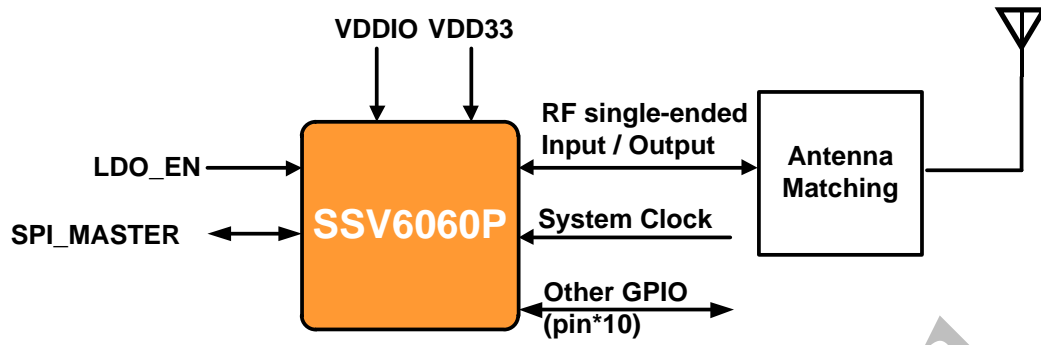 VDDIO VDD33
RF single-ended
Input / Output
LDO_EN
Antenna
Matching
SSV6060P
SPI_MASTER
System Clock
Other GPIO
(pin*10)